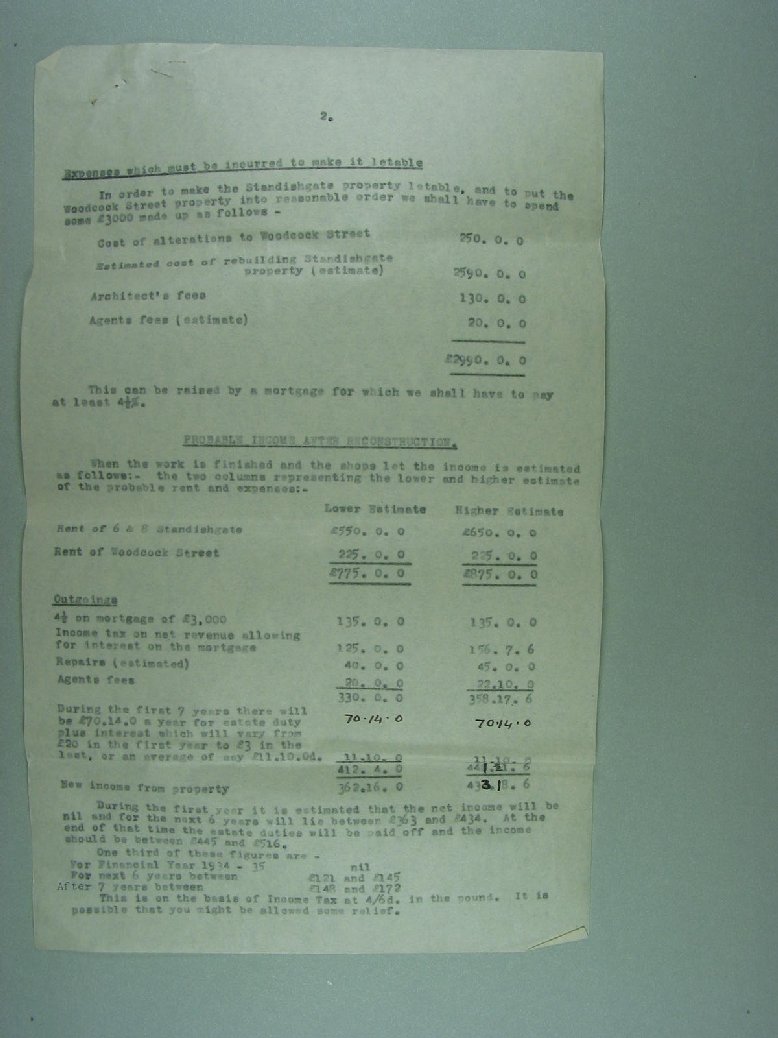 2.
Expenses which must be incurred to make it letable
In order to make the Standishgate property letable, and to put the
Woodcock Street property into reasonable order we shall have to spend
some £3000 made up as follows -
Cost of alterations to Woodcock Street 250. 0. 0
Estimated cost of rebuilding Standishgate
property (estimate) 2590. 0. 0
Architect's fees 130. 0. 0
Agents fees (estimate) 20. 0. 0
£2990. 0. 0
This can be raised by a mortgage for which we shall have to pay
at least 4½%.
PROBABLE INCOME AFTER RECONSTRUCTION.
When the work is finished and the shops let the income is estimated
as follows:- the two columns representing the lower and higher estimate
of the probable rent and expenses:-
Lower Estimate Higher Estimate
Rent of 6 & 8 Standishgate £550. 0. 0 £650. 0. 0
Rent of Woodcock Street 225. 0. 0 225. 0. 0
£775. 0. 0 £875. 0. 0
Outgoings
4½ on mortgage of £3,000 135. 0. 0 135. 0. 0
Income tax on net revenue allowing
for interest on the mortgage 125. 0. 0 156. 7. 6
Repairs (estimated) 40. 0. 0 45. 0. 0
Agents fees 20. 0. 0 22.10. 0
330. 0. 0 358.17. 6
During the first 7 years there will
be £70.14.0 a year for estate duty 70.14.0 70.14.0
plus interest which will vary from
£20 in the first year to £3 in the
last, or an average of say £11.10.0d. 11.10. 0 11.10. 0
412. 4. 0
New income from property 362.16. 0
During the first year it is estimated that the net income will be
nil and for the next 6 years will lie between £363 and £434. At the
end of that time the estate duties will be paid off and the income
should be between £445 and £516.
One third of these figures are -
For Financial Year 1934 - 35 nil
For next 6 years between £121 and £145
After 7 years between £148 and £172
This is on the basis of Income Tax at 4/6d. in the pound. It is
possible that you might be allowed some relief.